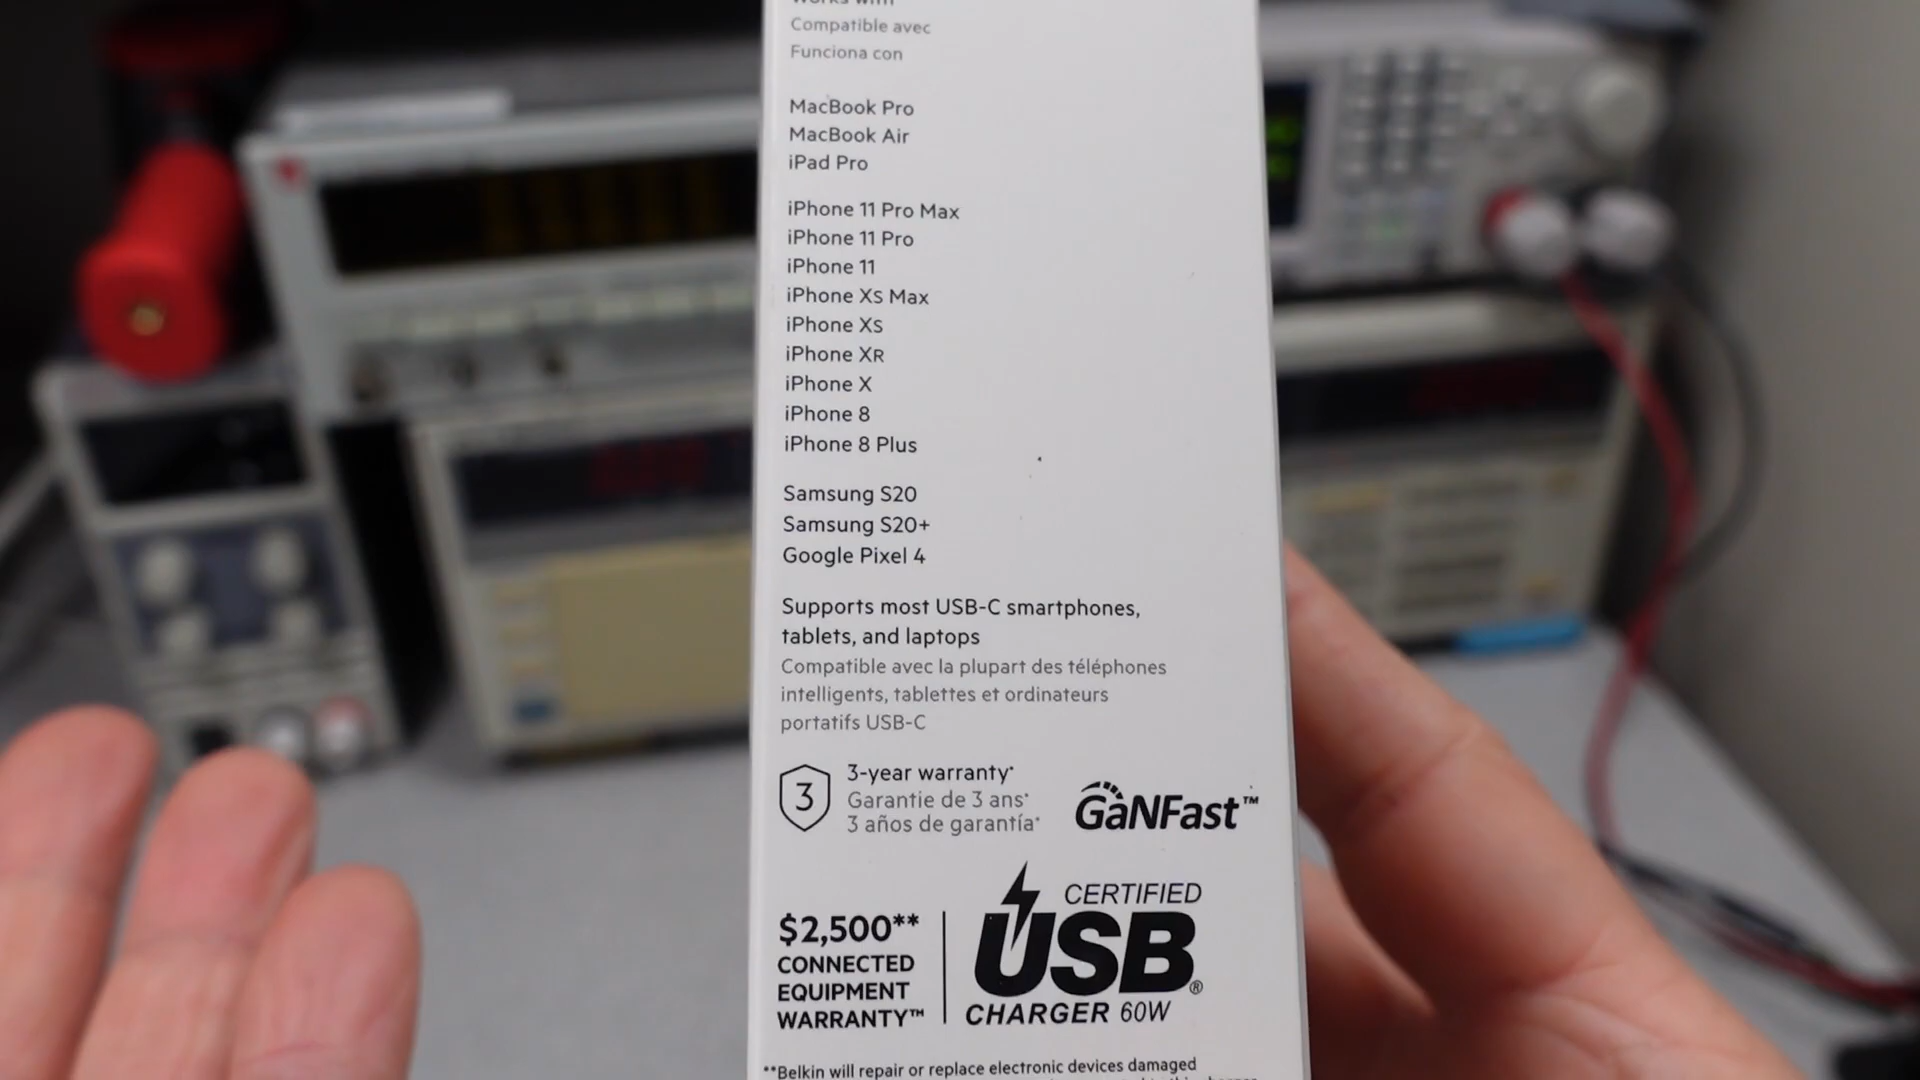 Works with
Compatible avec
Funciona con
MacBook Pro
MacBook Air
iPad Pro
iPhone 11 Pro Max
iPhone 11 Pro
iPhone 11
iPhone XS Max
iPhone XS
iPhone XR
iPhone X
iPhone 8
iPhone 8 Plus
Samsung S20
Samsung S20+
Google Pixel 4
Supports most USB-C smartphones,
tablets, and laptops
Compatible avec la plupart des téléphones
intelligents, tablettes et ordinateurs
portatifs USB-C
3
3-year warranty*
Garantie de 3 ans*
3 años de garantía*
GaNFast™
$2,500**
CONNECTED
EQUIPMENT
WARRANTY™
CERTIFIED
USB®
CHARGER 60W
**Belkin will repair or replace electronic devices damaged